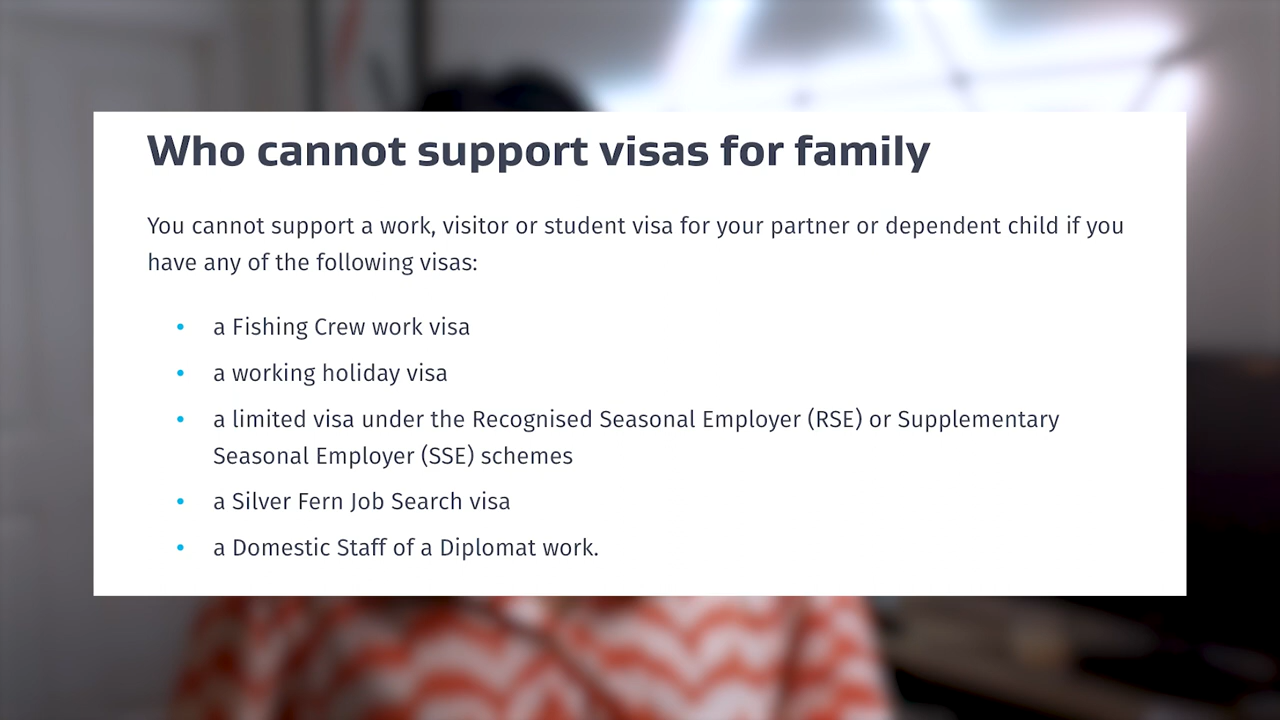 Who cannot support visas for family
You cannot support a work, visitor or student visa for your partner or dependent child if you
have any of the following visas:
• a Fishing Crew work visa
• a working holiday visa
• a limited visa under the Recognised Seasonal Employer (RSE) or Supplementary
Seasonal Employer (SSE) schemes
• a Silver Fern Job Search visa
• a Domestic Staff of a Diplomat work.